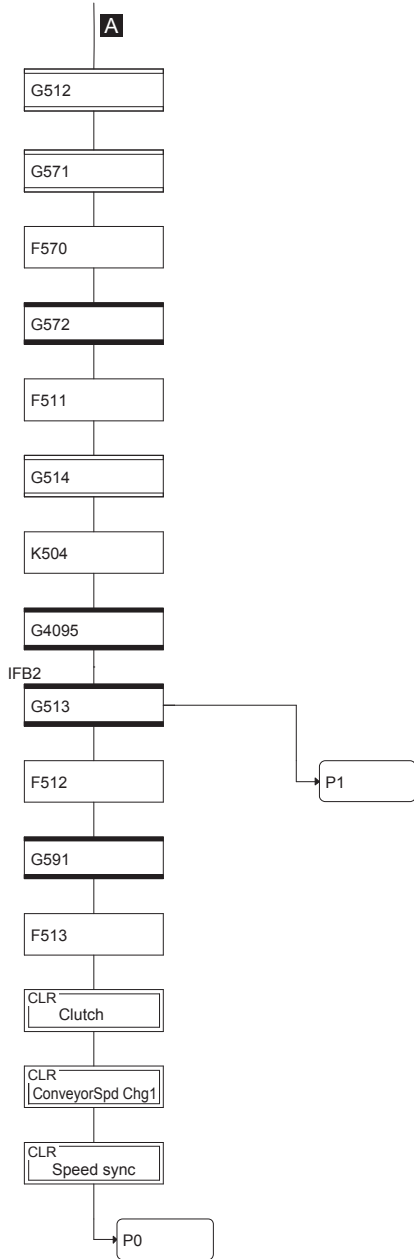 A
G512
G571
F570
G572
F511
G514
K504
G4095
IFB2
G513
P1
F512
G591
F513
CLR
Clutch
CLR
ConveyorSpd Chg1
CLR
Speed sync
P0